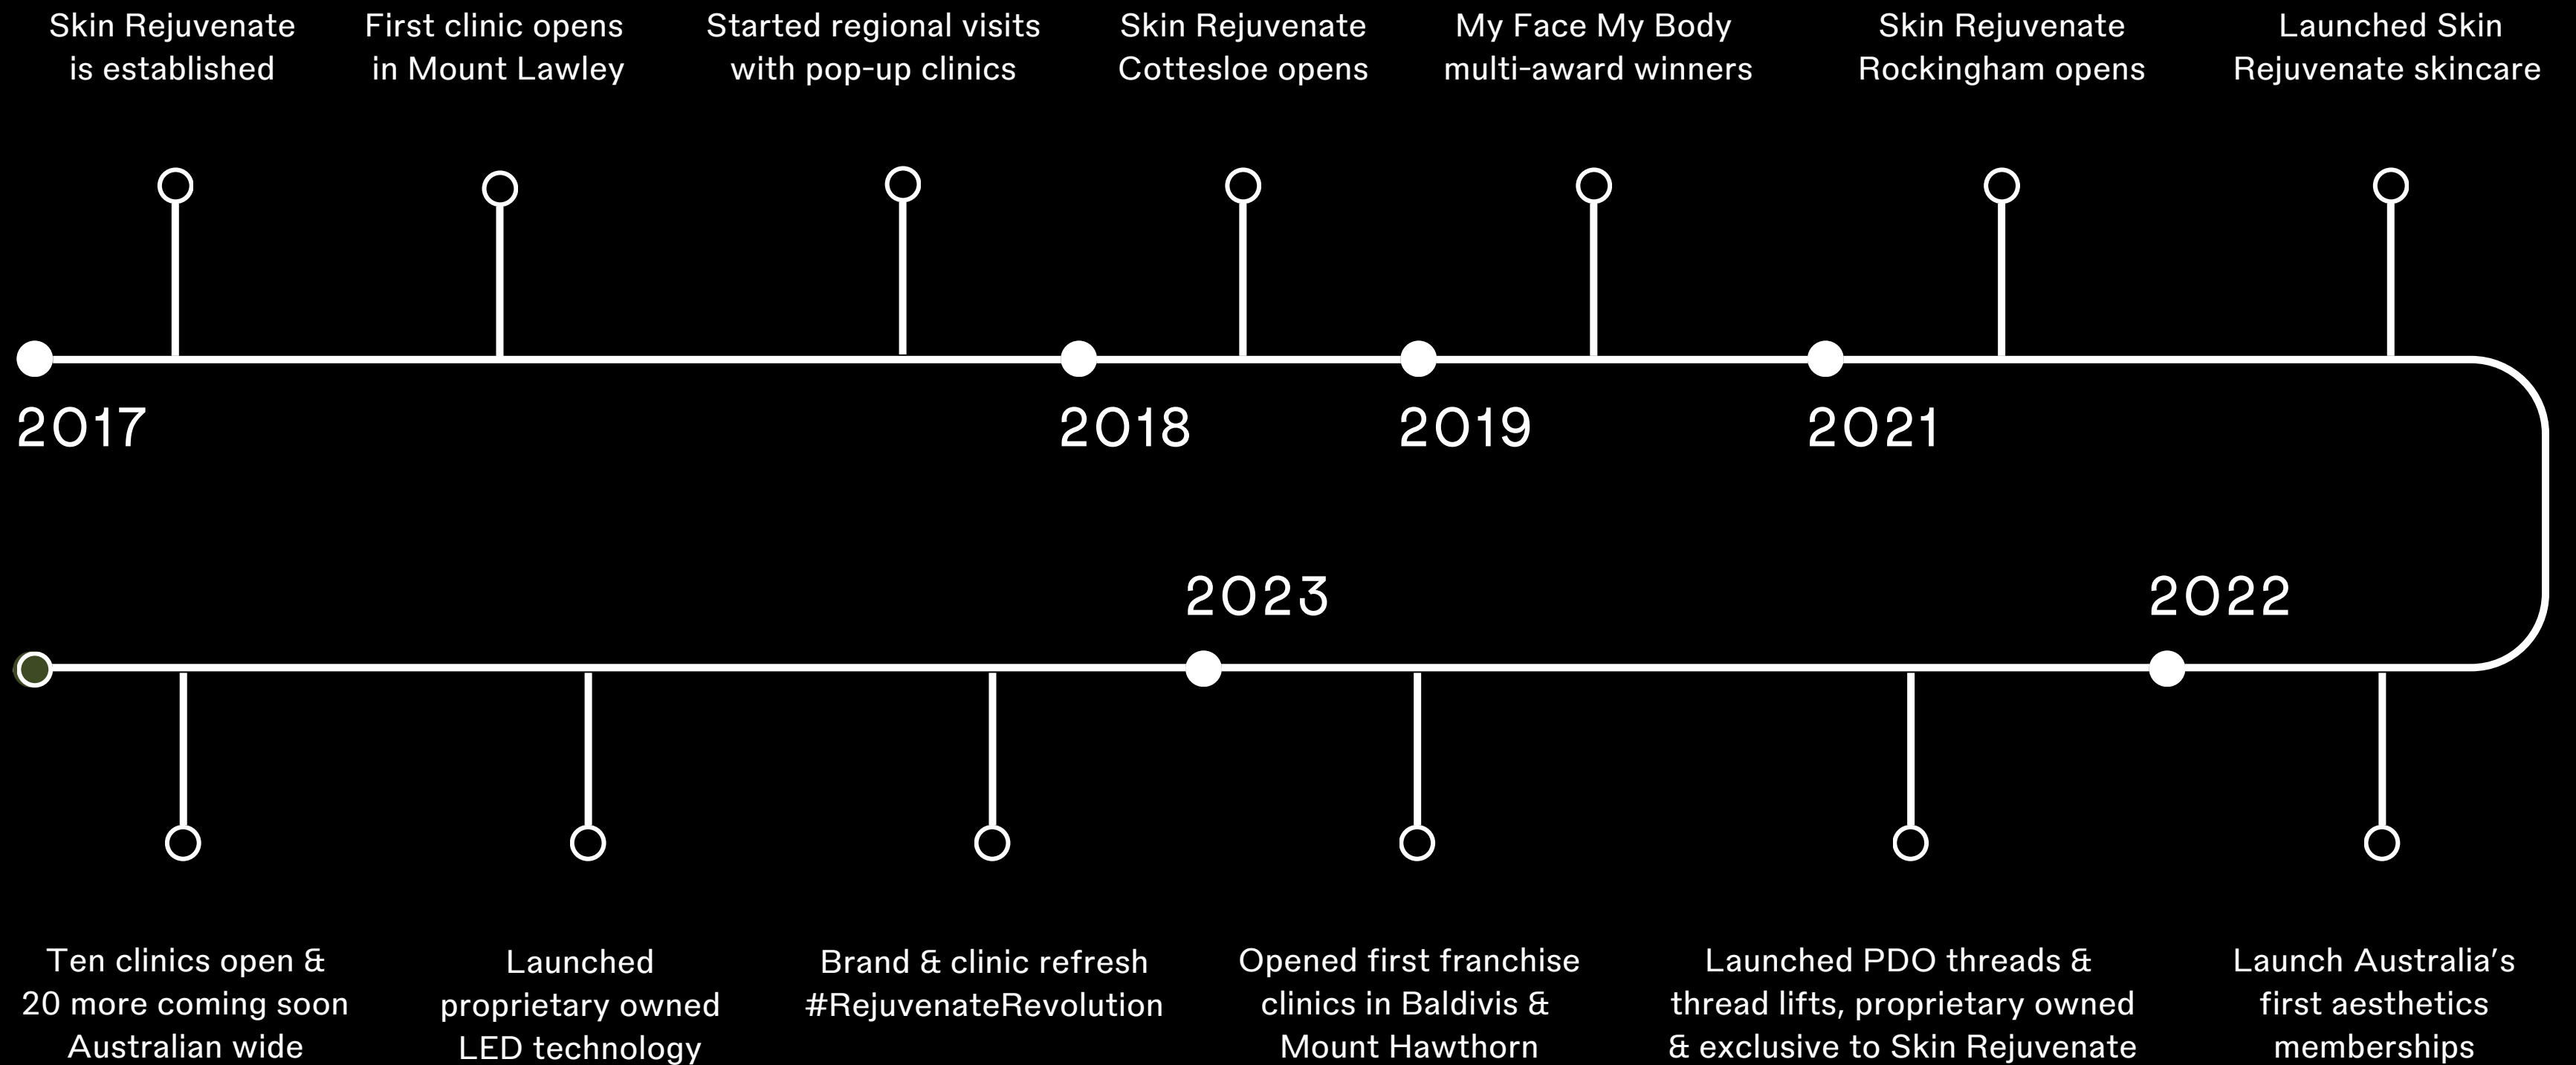 Skin Rejuvenate
is established
First clinic opens
in Mount Lawley
Started regional visits
with pop-up clinics
Skin Rejuvenate
Cottesloe opens
My Face My Body
multi-award winners
Skin Rejuvenate
Rockingham opens
Launched Skin
Rejuvenate skincare
2017
2018
2019
2021
2023
2022
Ten clinics open &
20 more coming soon
Australian wide
Launched
proprietary owned
LED technology
Brand & clinic refresh
#RejuvenateRevolution
Opened first franchise
clinics in Baldivis &
Mount Hawthorn
Launched PDO threads &
thread lifts, proprietary owned
& exclusive to Skin Rejuvenate
Launch Australia’s
first aesthetics
memberships